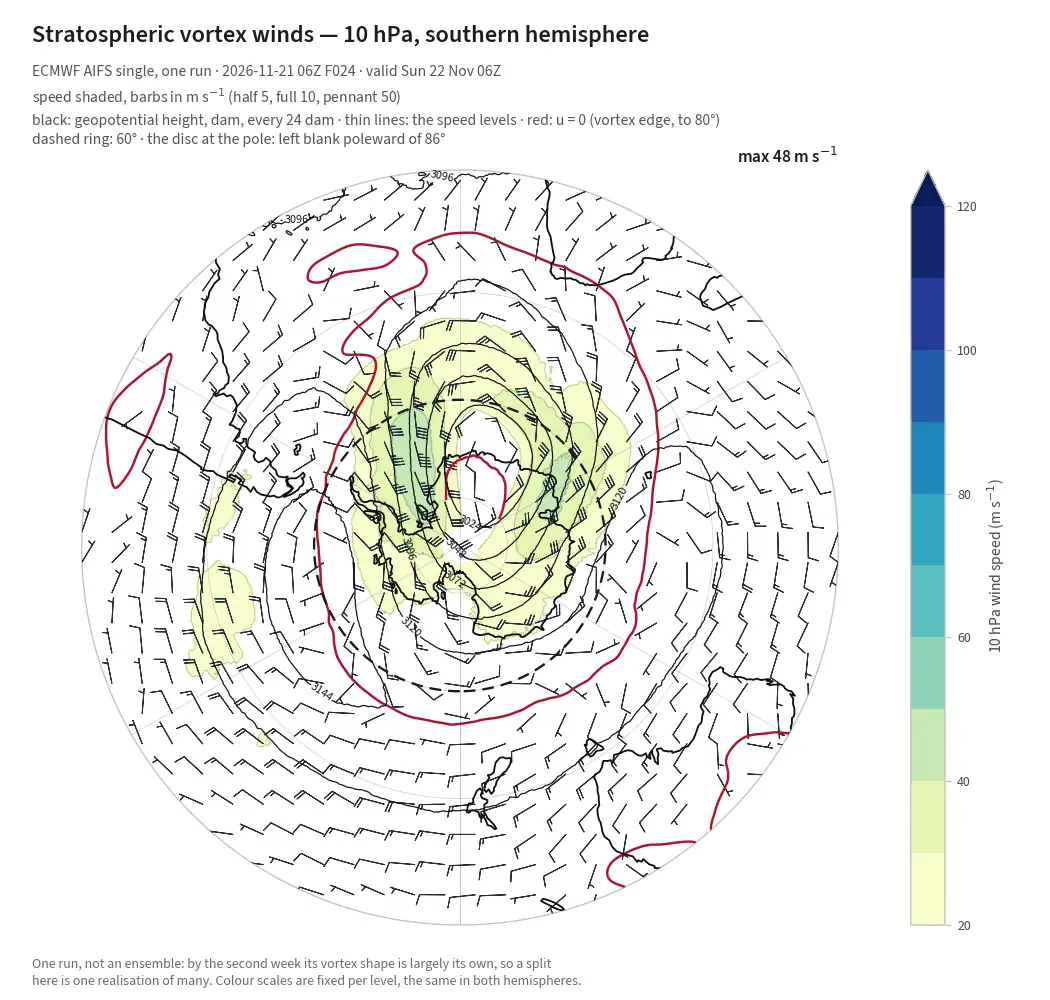 Stratospheric vortex winds — 10 hPa, southern hemisphere
ECMWF AIFS single, one run · 2026-11-21 06Z F024 · valid Sun 22 Nov 06Z
speed shaded, barbs in m s⁻¹ (half 5, full 10, pennant 50)
black: geopotential height, dam, every 24 dam · thin lines: the speed levels · red: u = 0 (vortex edge, to 80°)
dashed ring: 60° · the disc at the pole: left blank poleward of 86°
max 48 m s⁻¹
3096
3096
3120
3024
3048
3096
3072
3120
3144
120
100
80
60
40
20
10 hPa wind speed (m s⁻¹)
One run, not an ensemble: by the second week its vortex shape is largely its own, so a split
here is one realisation of many. Colour scales are fixed per level, the same in both hemispheres.